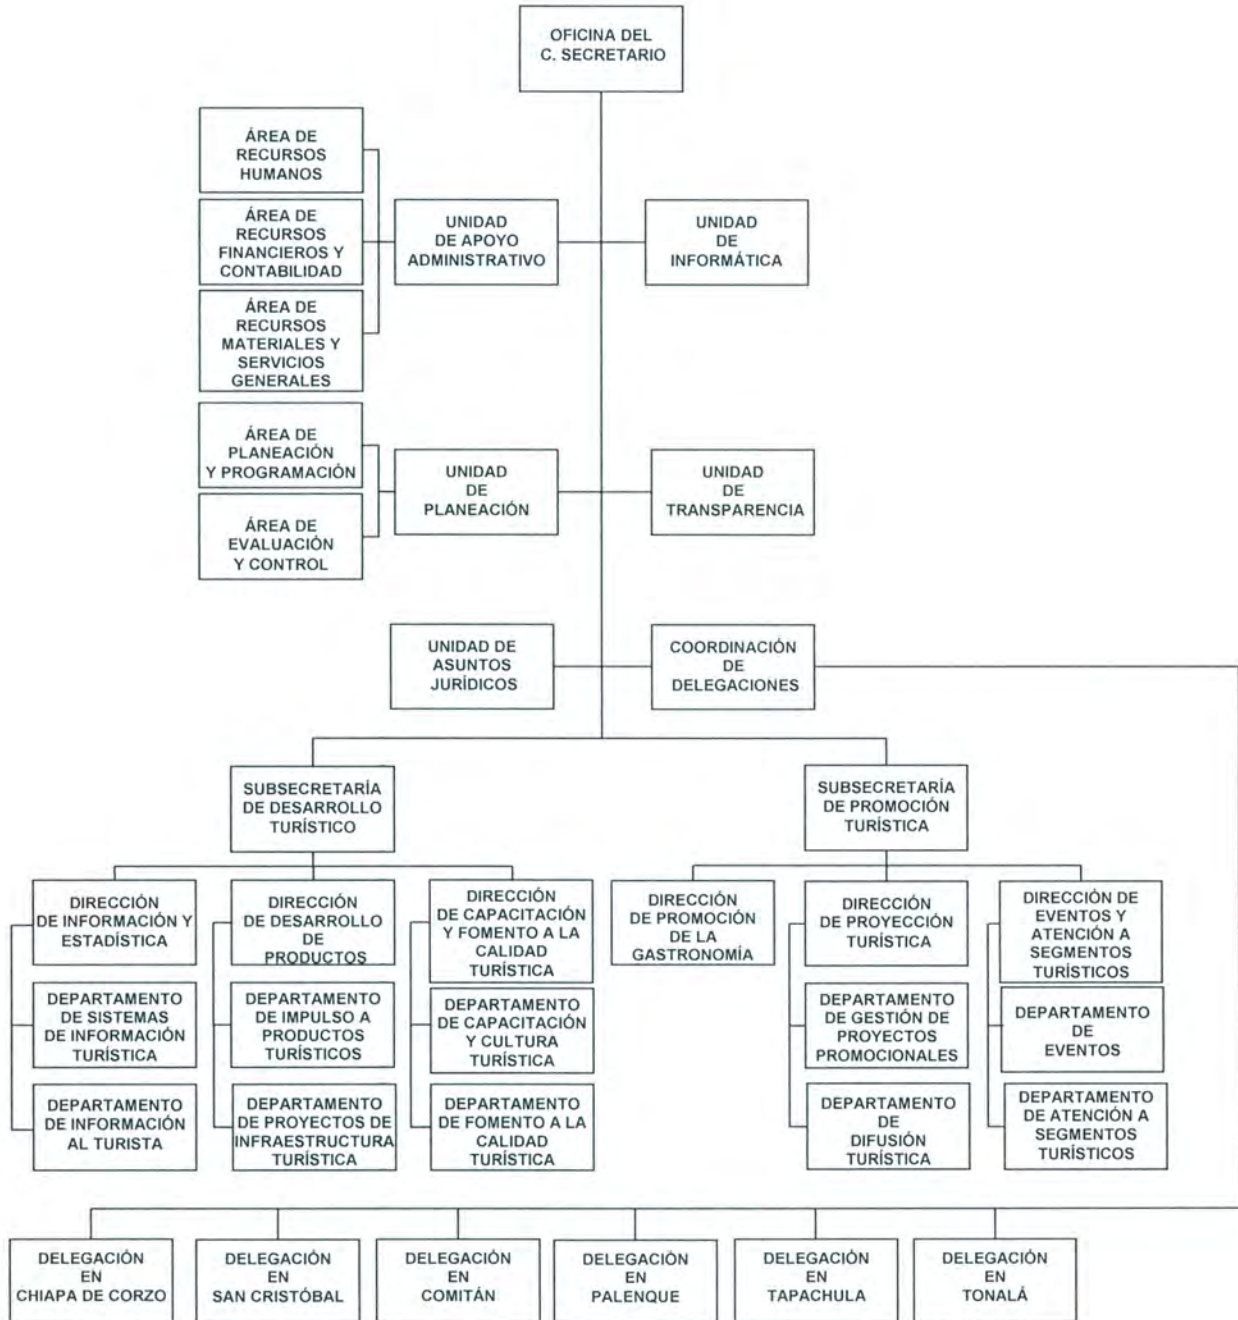 OFICINA DEL
C. SECRETARIO
ÁREA DE
RECURSOS
HUMANOS
ÁREA DE
RECURSOS
FINANCIEROS Y
CONTABILIDAD
ÁREA DE
RECURSOS
MATERIALES Y
SERVICIOS
GENERALES
UNIDAD
DE APOYO
ADMINISTRATIVO
UNIDAD
DE
INFORMÁTICA
ÁREA DE
PLANEACIÓN
Y PROGRAMACIÓN
ÁREA DE
EVALUACIÓN
Y CONTROL
UNIDAD
DE
PLANEACIÓN
UNIDAD
DE
TRANSPARENCIA
UNIDAD DE
ASUNTOS
JURÍDICOS
COORDINACIÓN
DE
DELEGACIONES
SUBSECRETARÍA
DE DESARROLLO
TURÍSTICO
SUBSECRETARÍA
DE PROMOCIÓN
TURÍSTICA
DIRECCIÓN
DE INFORMACIÓN Y
ESTADÍSTICA
DEPARTAMENTO
DE SISTEMAS
DE INFORMACIÓN
TURÍSTICA
DEPARTAMENTO
DE INFORMACIÓN
AL TURISTA
DIRECCIÓN
DE DESARROLLO
DE
PRODUCTOS
DEPARTAMENTO
DE IMPULSO A
PRODUCTOS
TURÍSTICOS
DEPARTAMENTO
DE PROYECTOS DE
INFRAESTRUCTURA
TURÍSTICA
DIRECCIÓN
DE CAPACITACIÓN
Y FOMENTO A LA
CALIDAD
TURÍSTICA
DEPARTAMENTO
DE CAPACITACIÓN
Y CULTURA
TURÍSTICA
DEPARTAMENTO
DE FOMENTO A LA
CALIDAD
TURÍSTICA
DIRECCIÓN
DE PROMOCIÓN
DE LA
GASTRONOMÍA
DIRECCIÓN
DE PROYECCIÓN
TURÍSTICA
DEPARTAMENTO
DE GESTIÓN DE
PROYECTOS
PROMOCIONALES
DEPARTAMENTO
DE
DIFUSIÓN
TURÍSTICA
DIRECCIÓN DE
EVENTOS Y
ATENCIÓN A
SEGMENTOS
TURÍSTICOS
DEPARTAMENTO
DE
EVENTOS
DEPARTAMENTO
DE ATENCIÓN A
SEGMENTOS
TURÍSTICOS
DELEGACIÓN
EN
CHIAPA DE CORZO
DELEGACIÓN
EN
SAN CRISTÓBAL
DELEGACIÓN
EN
COMITÁN
DELEGACIÓN
EN
PALENQUE
DELEGACIÓN
EN
TAPACHULA
DELEGACIÓN
EN
TONALÁ